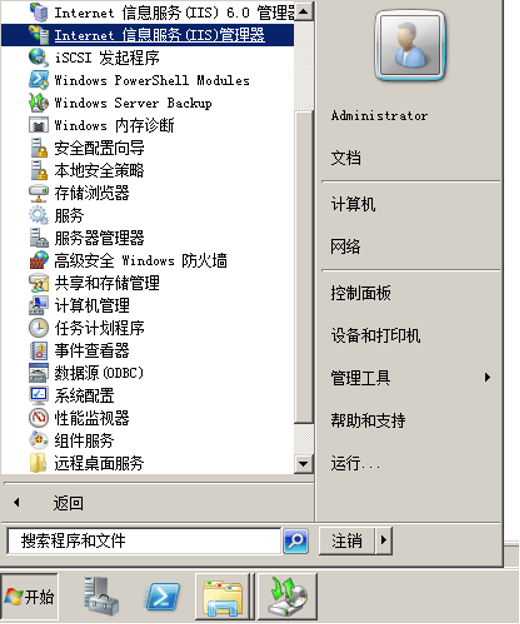 Internet 信息服务(IIS) 6.0 管理器
Internet 信息服务(IIS)管理器
iSCSI 发起程序
Windows PowerShell Modules
Windows Server Backup
Windows 内存诊断
安全配置向导
本地安全策略
存储浏览器
服务
服务器管理器
高级安全 Windows 防火墙
共享和存储管理
计算机管理
任务计划程序
事件查看器
数据源(ODBC)
系统配置
性能监视器
组件服务
远程桌面服务
返回
搜索程序和文件
Administrator
文档
计算机
网络
控制面板
设备和打印机
管理工具
帮助和支持
运行...
注销
开始